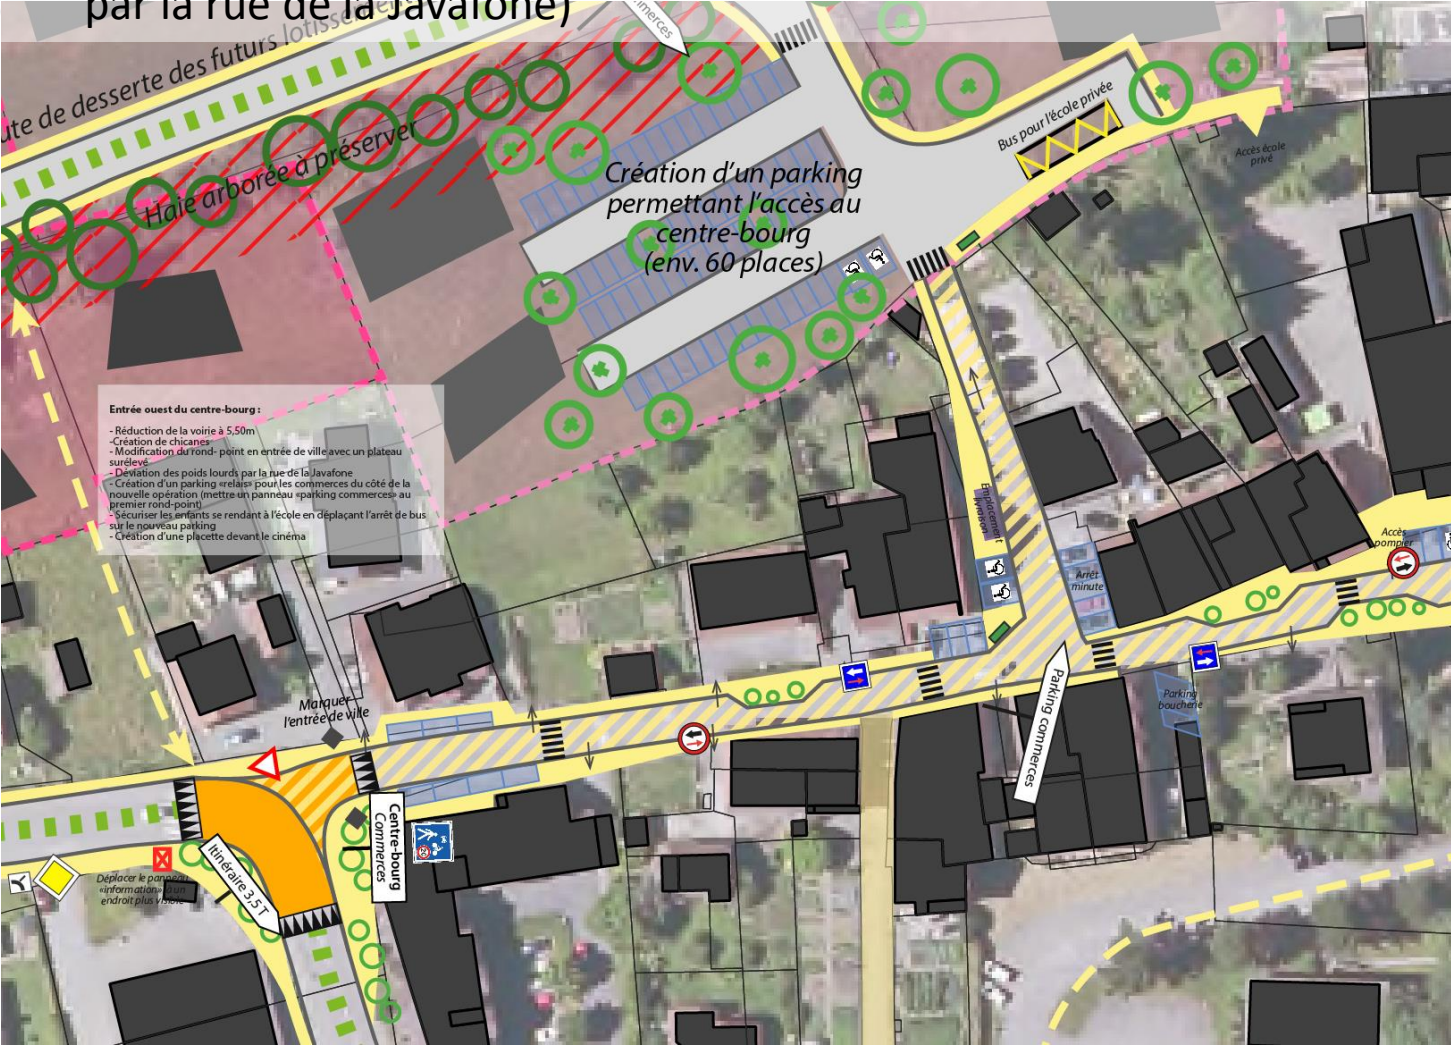 par la rue de la Javafone)
ute de desserte des futurs lotisse
mmerces
Haie arborée à préserver
Création d'un parking
permettant l'accès au
centre-bourg
(env. 60 places)
Bus pour l'école privée
Accès école
privé
Entrée ouest du centre-bourg :
- Réduction de la voirie à 5,50m
-Création de chicanes
- Modification du rond- point en entrée de ville avec un plateau
surélevé
- Déviation des poids lourds par la rue de la Javafone
- Création d'un parking «relais» pour les commerces du côté de la
nouvelle opération (mettre un panneau «parking commerces» au
premier rond-point)
- Sécuriser les enfants se rendant à l'école en déplaçant l'arrêt de bus
sur le nouveau parking
- Création d'une placette devant le cinéma
Emplacement
livraison
Arrêt
minute
Accès
pompier
Marquer
l'entrée de ville
Parking commerces
Parking
boucherie
Centre-bourg
Commerces
Itinéraire 3,5 T
Déplacer le panneau
«information» à un
endroit plus visible